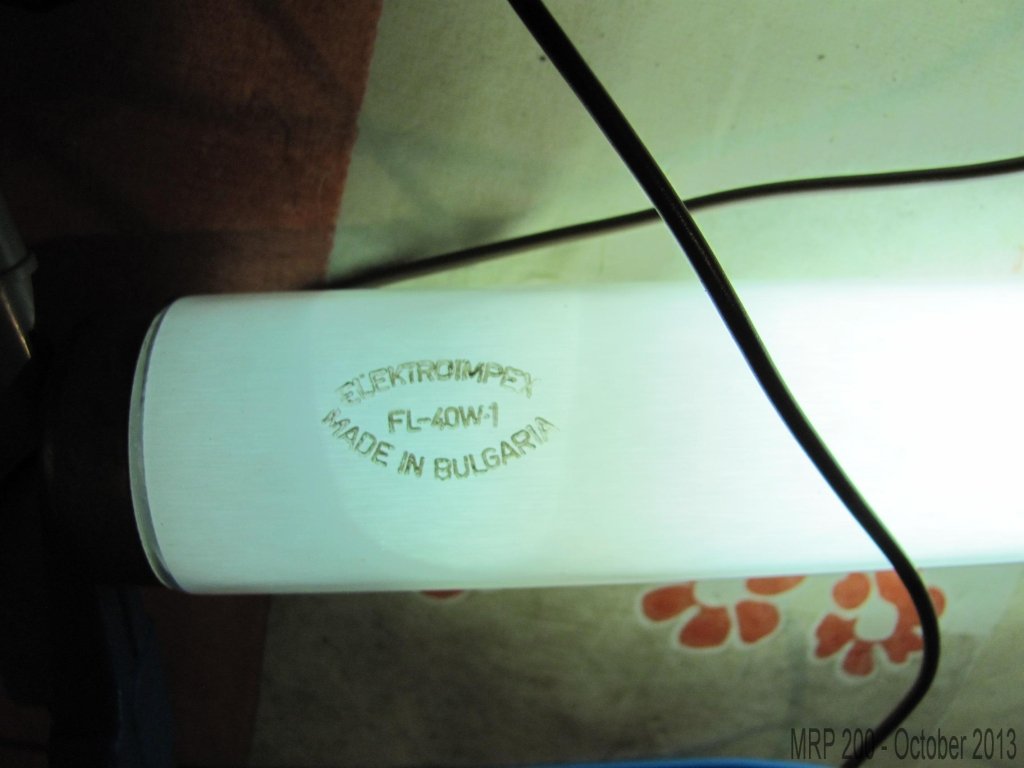 ELEKTROIMPEX
FL-40W-1
MADE IN BULGARIA
MRP 200 - October 2013